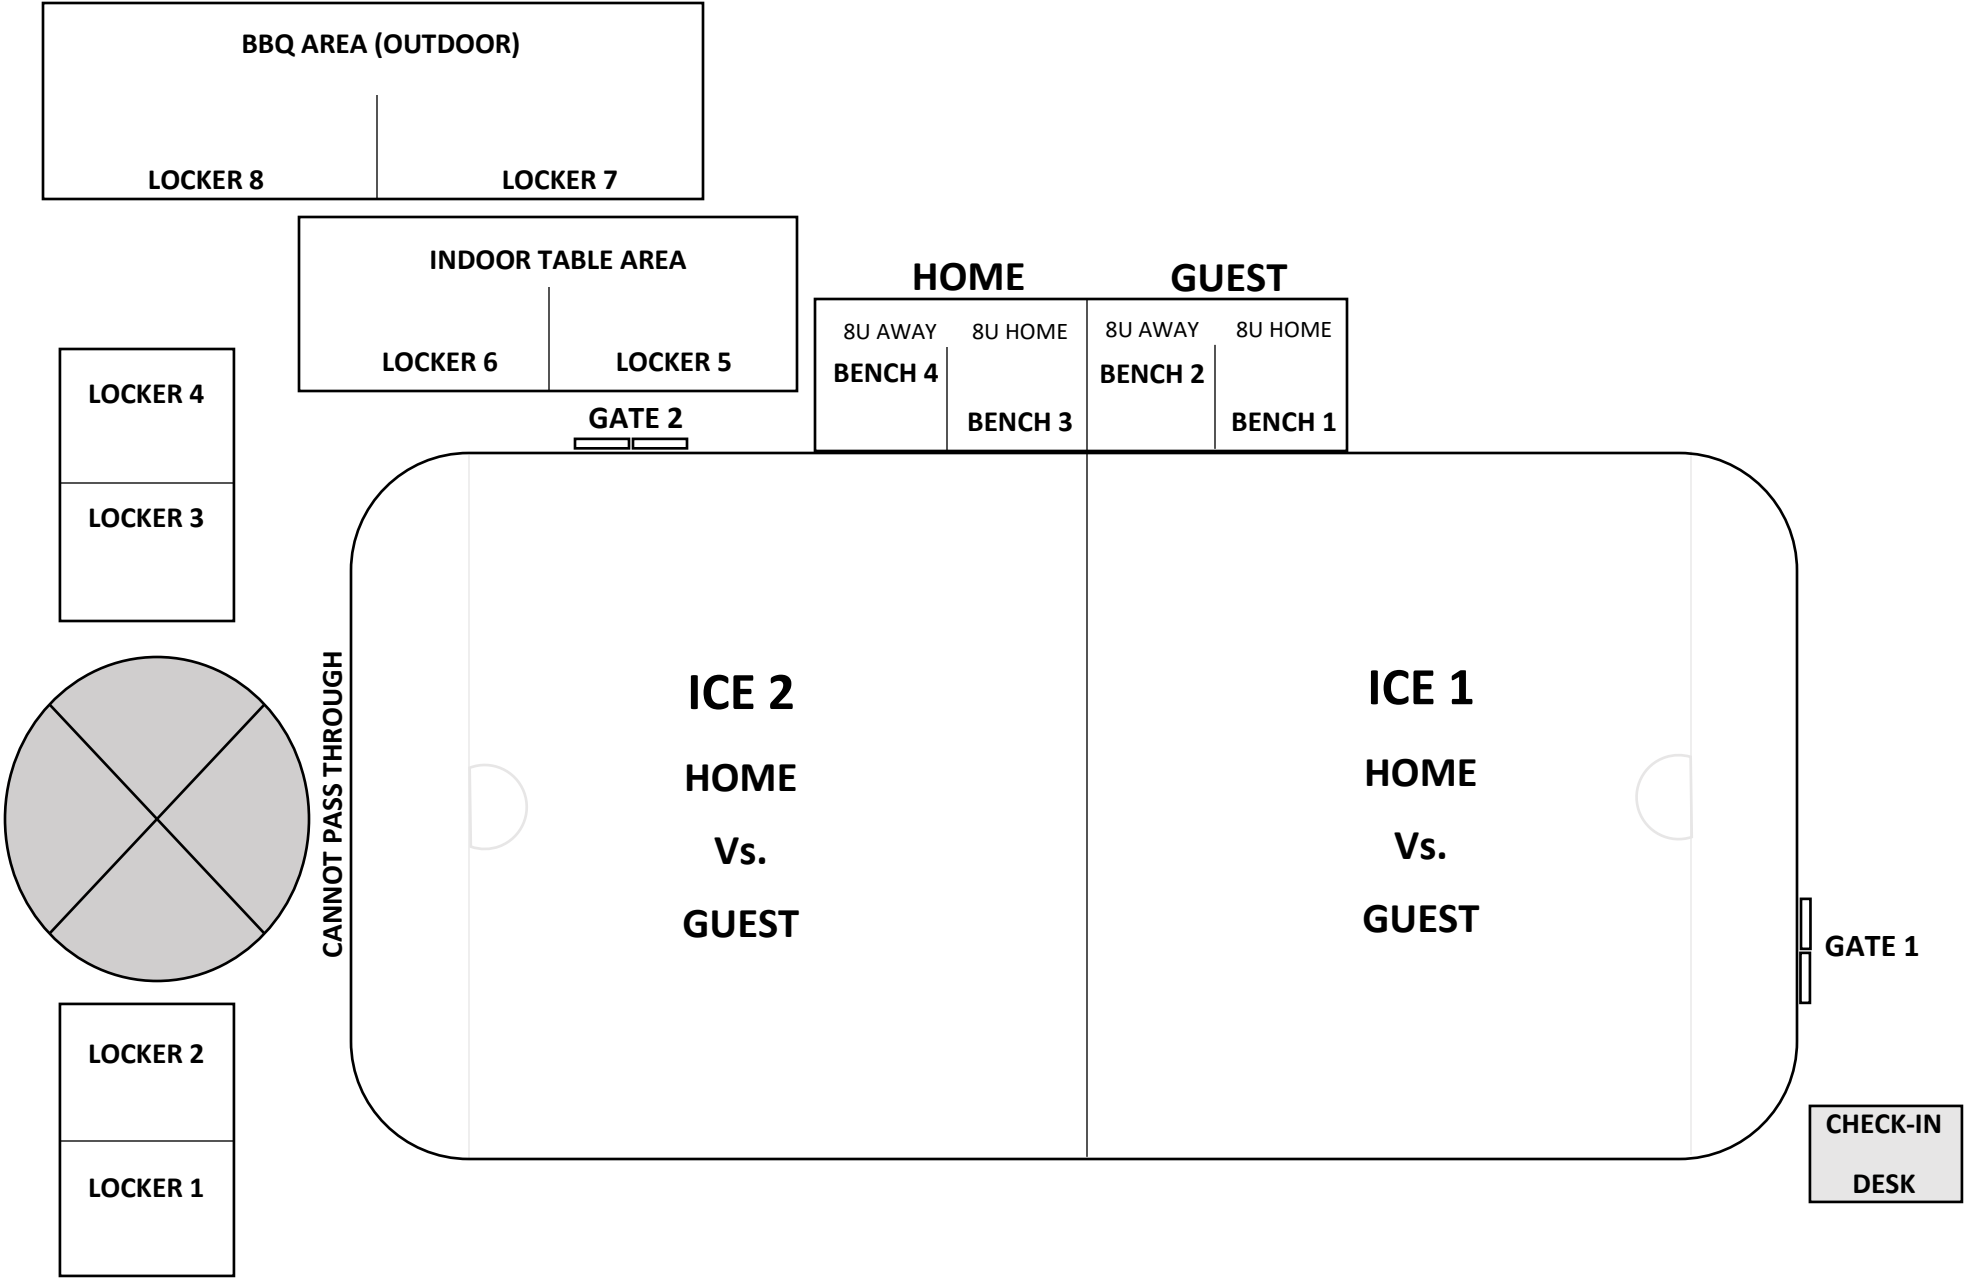 BBQ AREA (OUTDOOR)
LOCKER 8
LOCKER 7
INDOOR TABLE AREA
LOCKER 6
LOCKER 5
HOME
GUEST
8U AWAY
8U HOME
8U AWAY
8U HOME
BENCH 4
BENCH 3
BENCH 2
BENCH 1
GATE 2
LOCKER 4
LOCKER 3
CANNOT PASS THROUGH
ICE 2
HOME
Vs.
GUEST
ICE 1
HOME
Vs.
GUEST
GATE 1
LOCKER 2
LOCKER 1
CHECK-IN
DESK